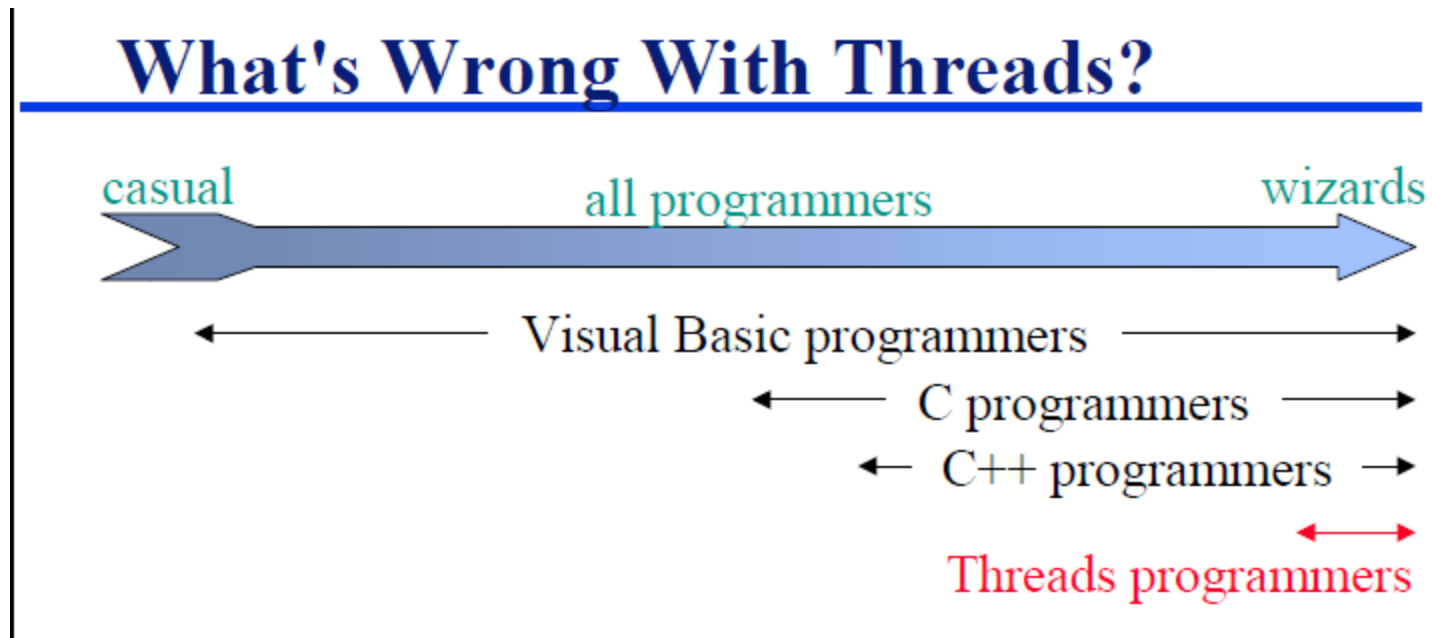 What's Wrong With Threads?
casual
all programmers
wizards
Visual Basic programmers
C programmers
C++ programmers
Threads programmers